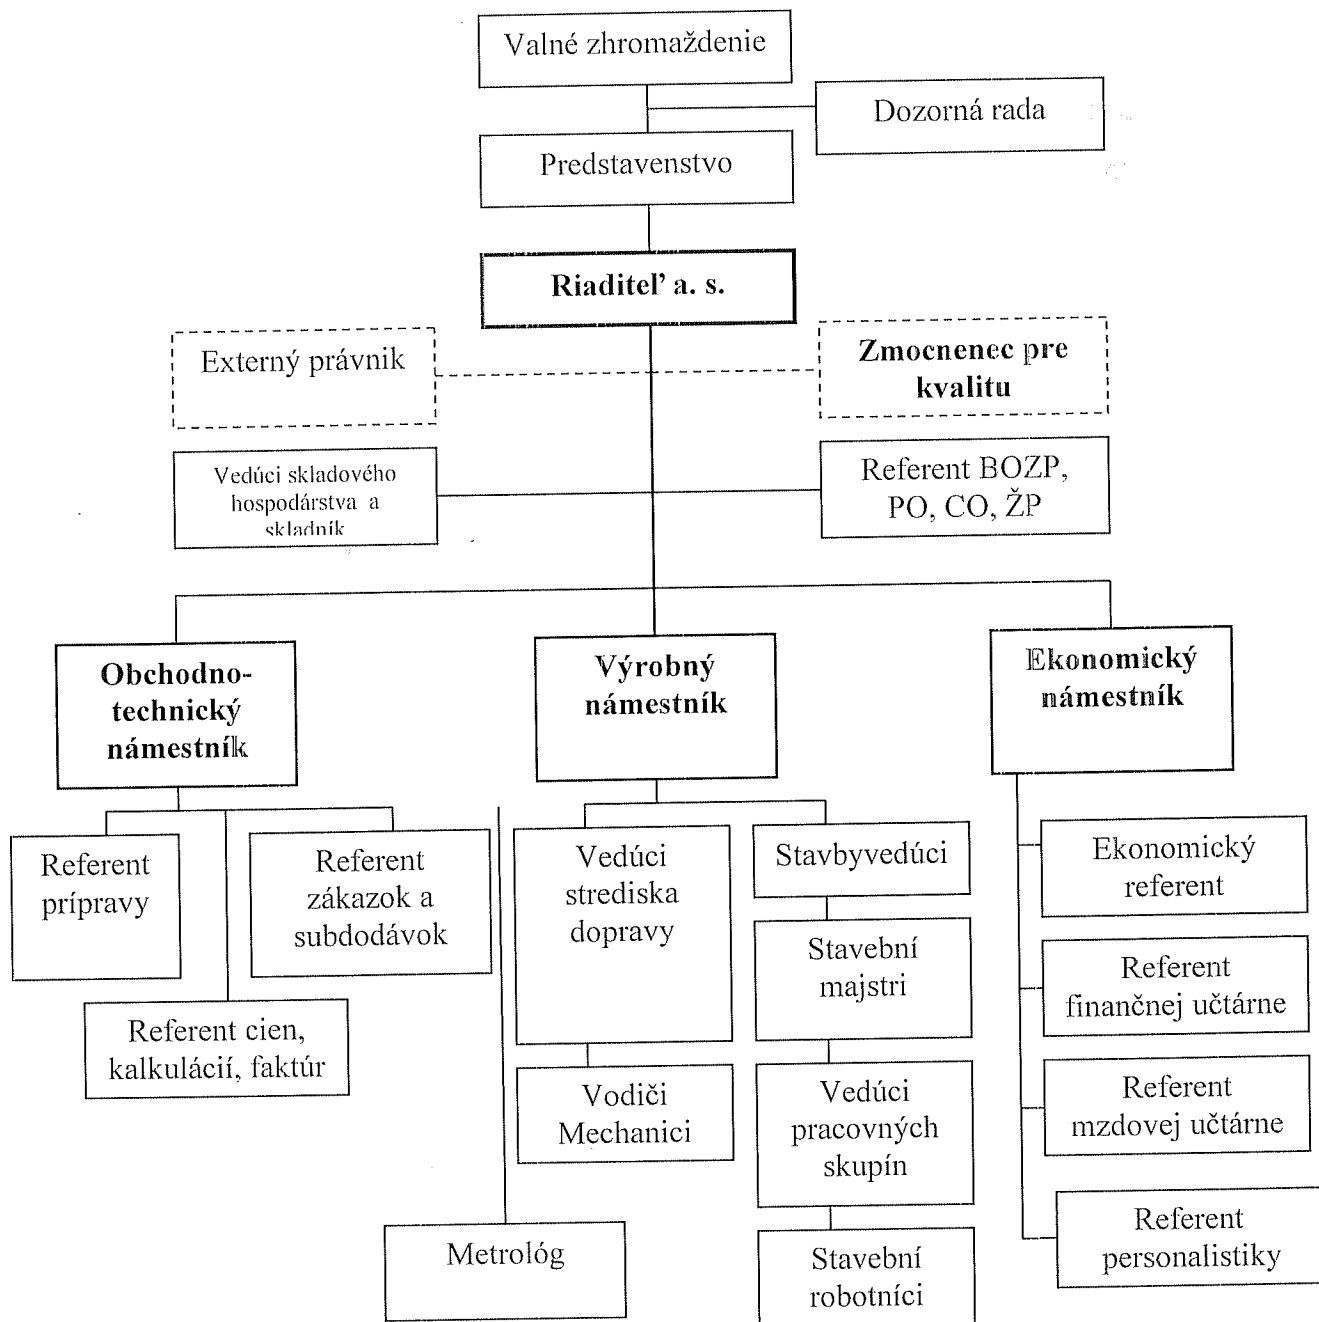 Valné zhromaždenie
Dozorná rada
Predstavenstvo
Riaditeľ a. s.
Externý právnik
Zmocnenec pre
kvalitu
Vedúci skladového
hospodárstva a
skladník
Referent BOZP,
PO, CO, ŽP
Obchodno-
technický
námestník
Výrobný
námestník
Ekonomický
námestník
Referent
prípravy
Referent
zákazok a
subdodávok
Referent cien,
kalkulácií, faktúr
Vedúci
strediska
dopravy
Vodiči
Mechanici
Metrológ
Stavbyvedúci
Stavební
majstri
Vedúci
pracovných
skupín
Stavební
robotníci
Ekonomický
referent
Referent
finančnej učtárne
Referent
mzdovej učtárne
Referent
personalistiky